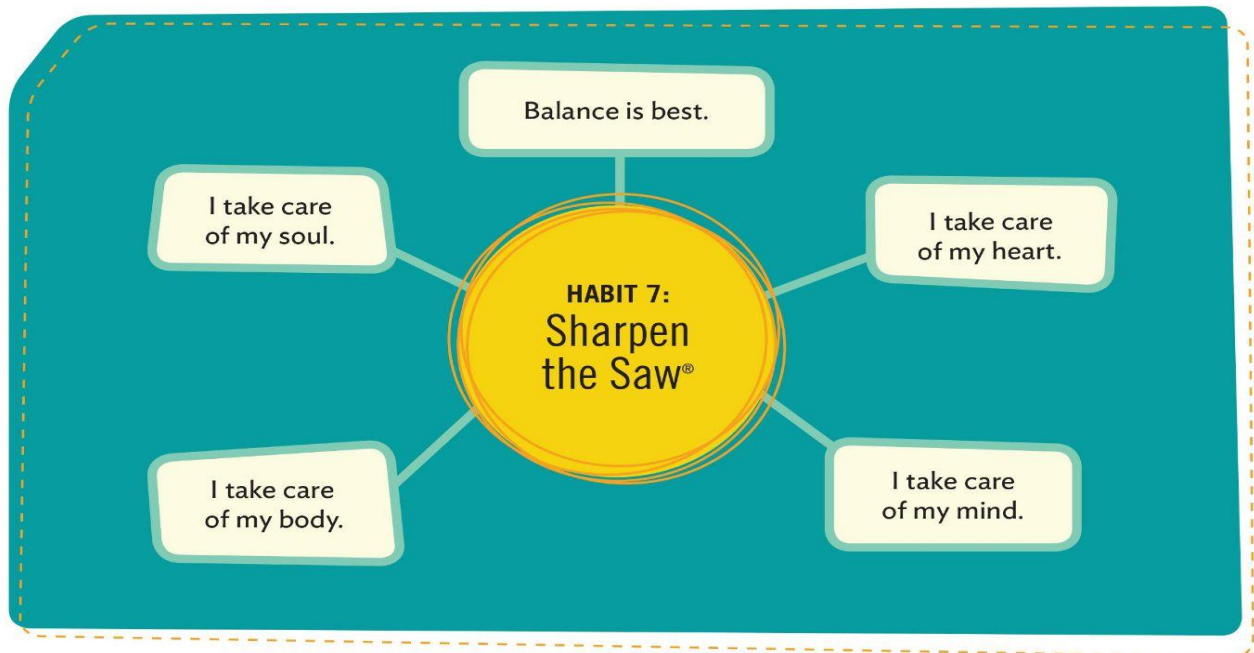 Balance is best.
I take care
of my soul.
I take care
of my heart.
HABIT 7:
Sharpen
the Saw®
I take care
of my body.
I take care
of my mind.